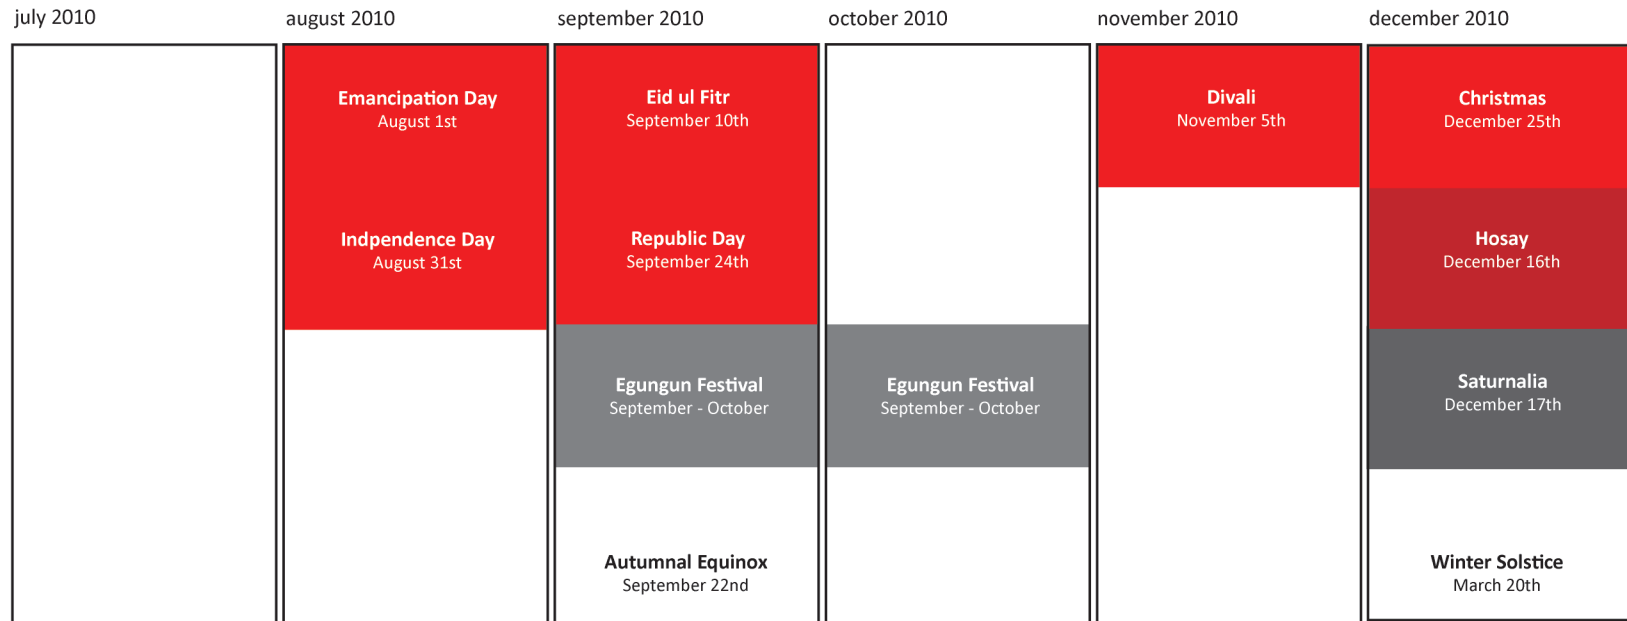 july 2010
august 2010
september 2010
october 2010
november 2010
december 2010
Emancipation Day
August 1st
Indpendence Day
August 31st
Eid ul Fitr
September 10th
Republic Day
September 24th
Egungun Festival
September - October
Autumnal Equinox
September 22nd
Egungun Festival
September - October
Divali
November 5th
Christmas
December 25th
Hosay
December 16th
Saturnalia
December 17th
Winter Solstice
March 20th